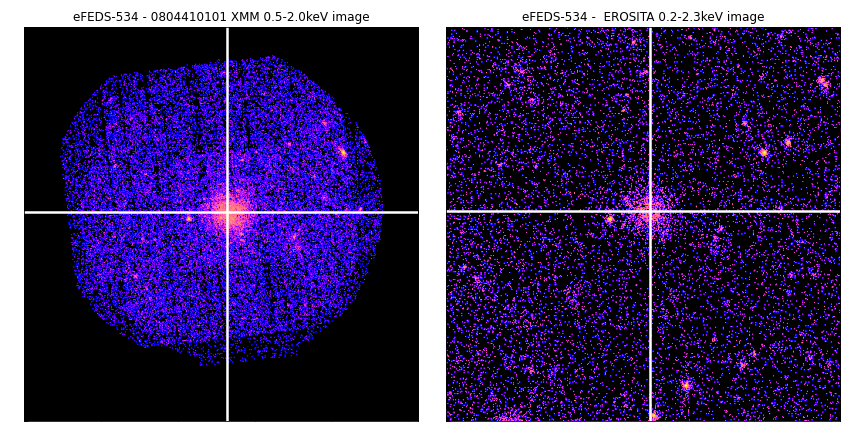 eFEDS-534 - 0804410101 XMM 0.5-2.0keV image
eFEDS-534 -  EROSITA 0.2-2.3keV image